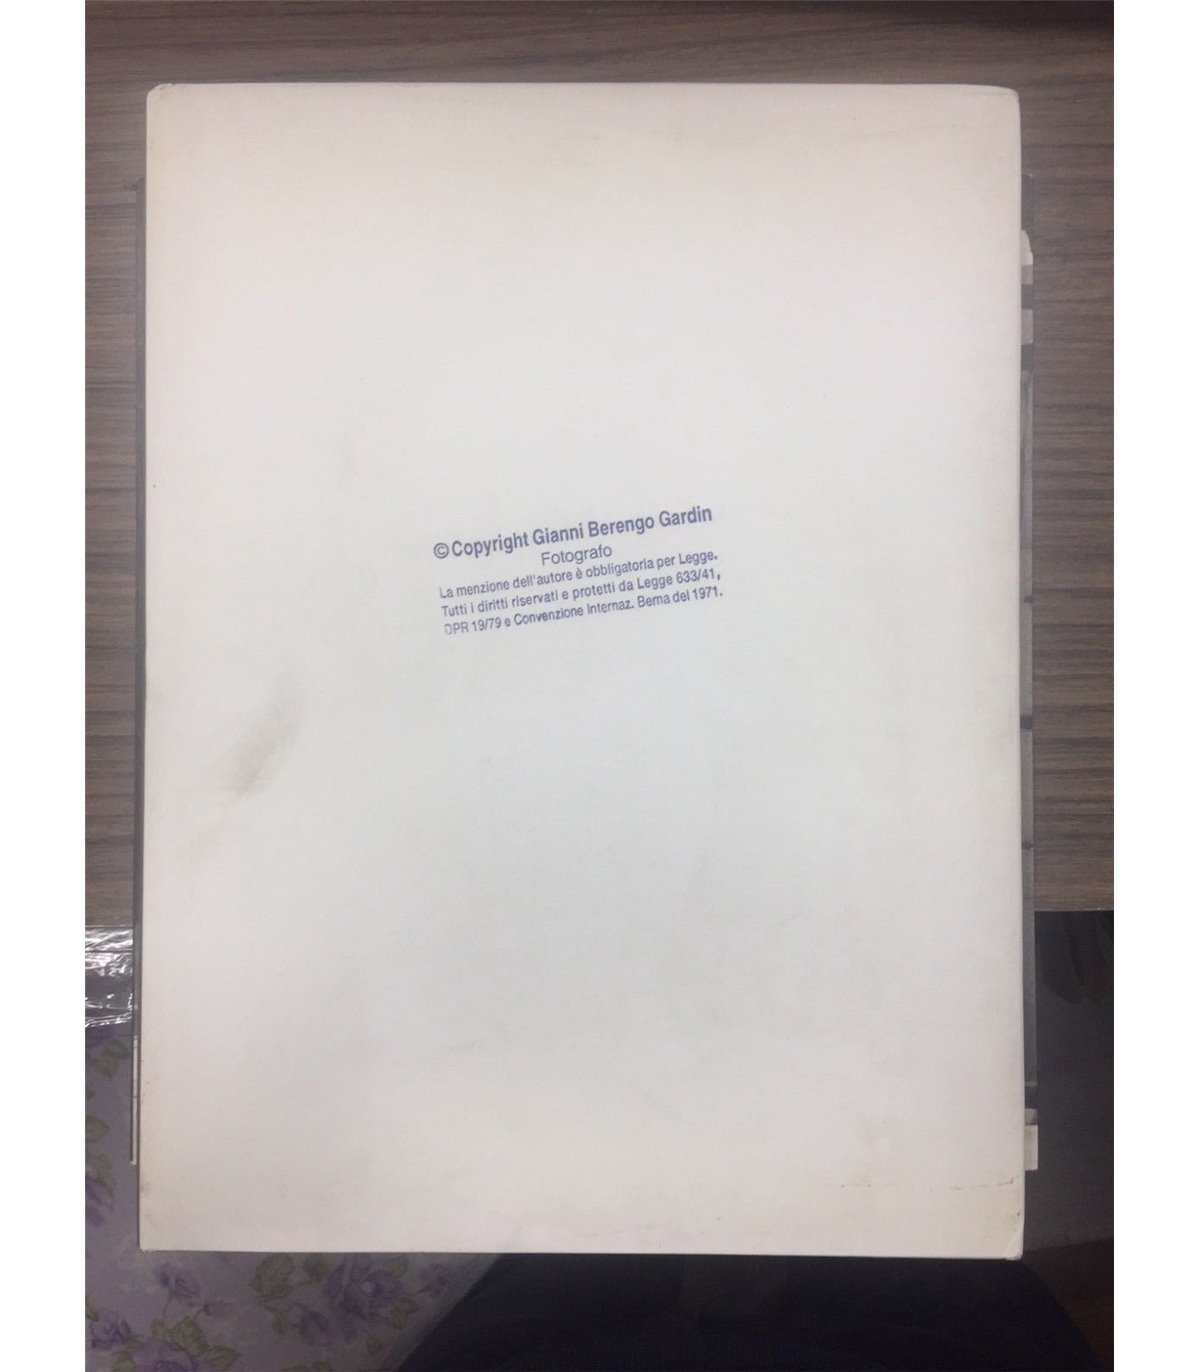 ©Copyright Gianni Berengo Gardin
Fotografo
La menzione dell'autore è obbligatoria per Legge.
Tutti i diritti riservati e protetti da Legge 633/41,
DPR 19/79 e Convenzione Internaz. Berna del 1971.